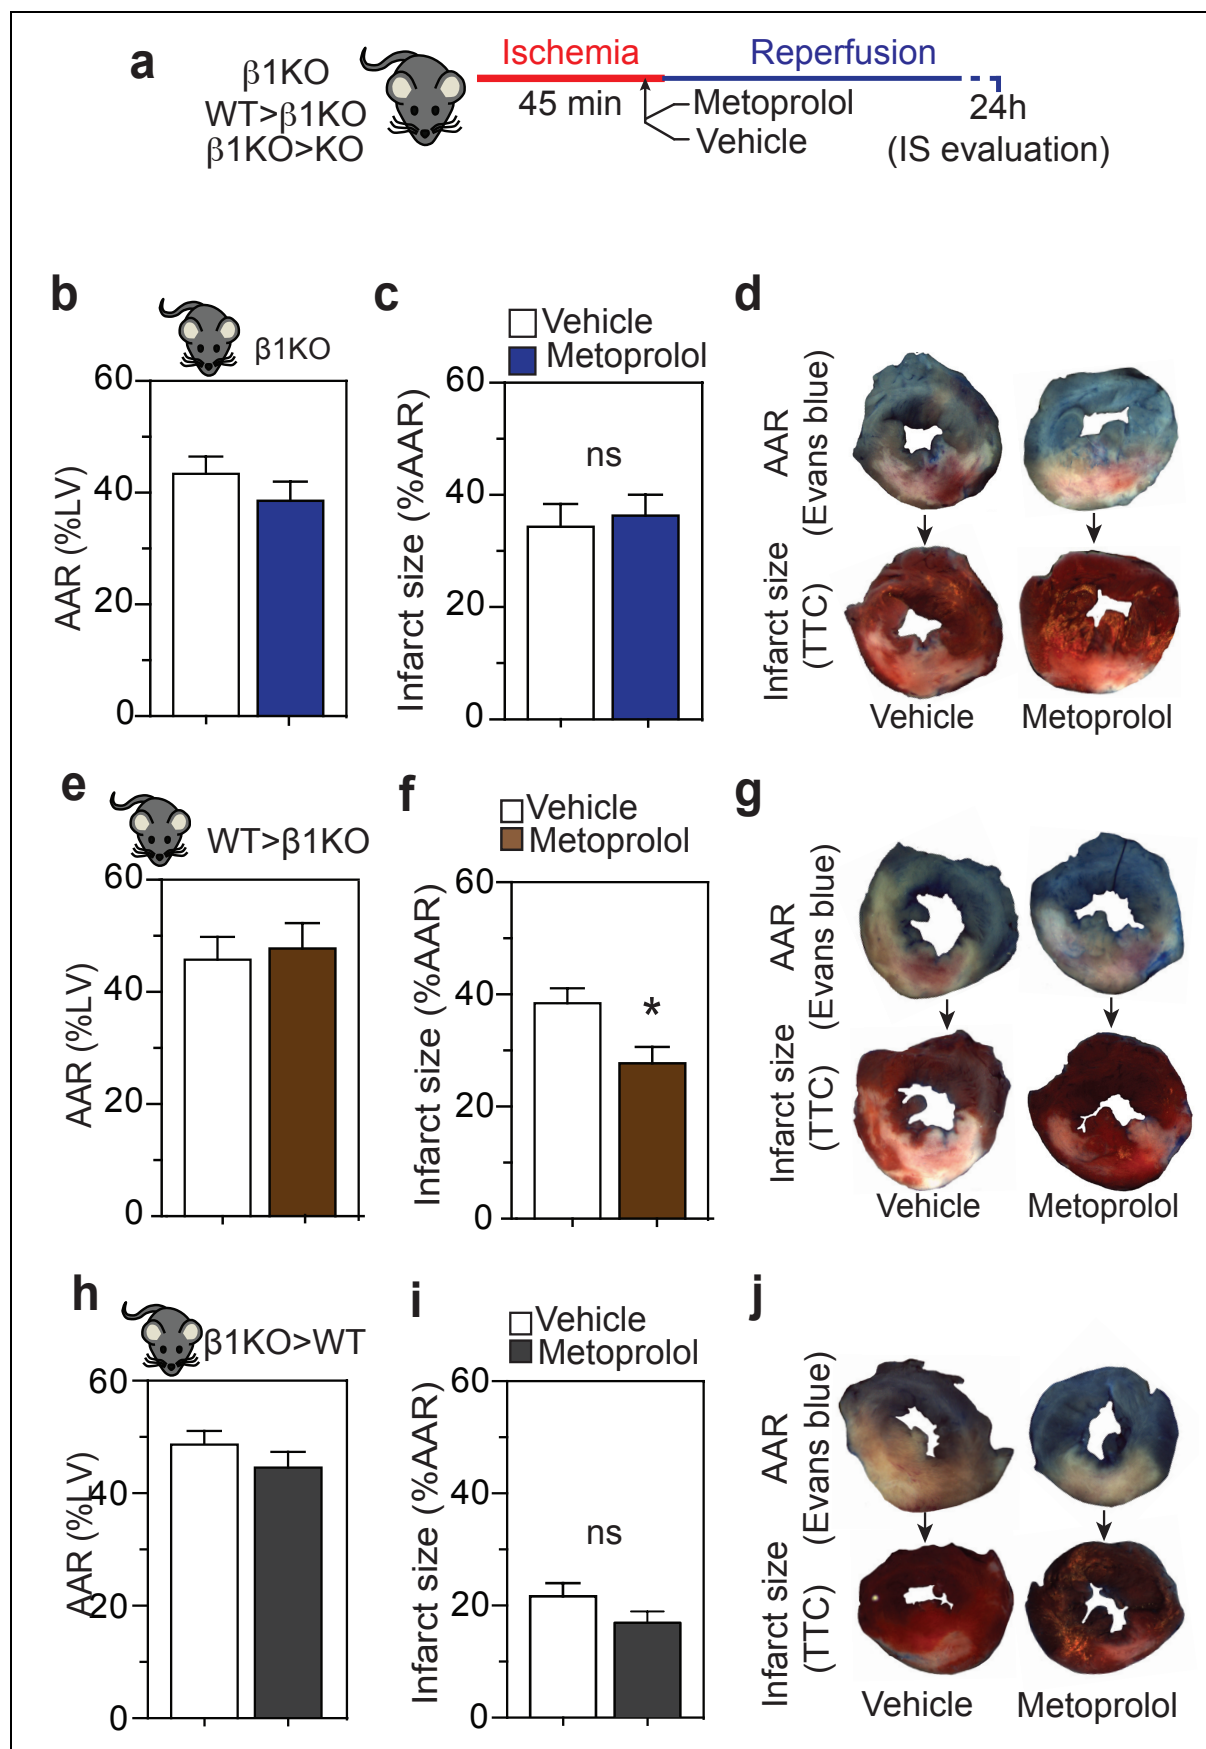 a
β1KO
WT>β1KO
β1KO>KO
Ischemia
Reperfusion
45 min
Metoprolol
Vehicle
24h
(IS evaluation)
b
β1KO
AAR (%LV)
60
40
20
0
c
Vehicle
Metoprolol
Infarct size (%AAR)
60
40
20
0
ns
d
AAR
(Evans blue)
Infarct size
(TTC)
Vehicle
Metoprolol
e
WT>β1KO
AAR (%LV)
60
40
20
0
f
Vehicle
Metoprolol
Infarct size (%AAR)
60
40
20
0
*
g
AAR
(Evans blue)
Infarct size
(TTC)
Vehicle
Metoprolol
h
β1KO>WT
AAR (%LV)
60
40
20
0
i
Vehicle
Metoprolol
Infarct size (%AAR)
60
40
20
0
ns
j
AAR
(Evans blue)
Infarct size
(TTC)
Vehicle
Metoprolol